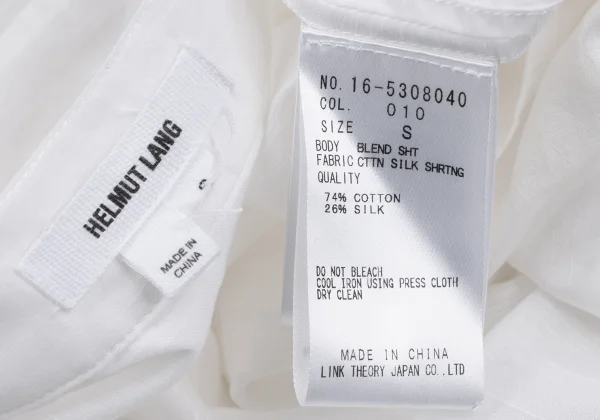 HELMUT LANG
MADE IN
CHINA
NO. 16-5308040
COL. 010
SIZE S
BODY BLEND SHT
FABRIC CTTN SILK SHRTNG
QUALITY
74% COTTON
26% SILK
DO NOT BLEACH
COOL IRON USING PRESS CLOTH
DRY CLEAN
MADE IN CHINA
LINK THEORY JAPAN CO.,LTD